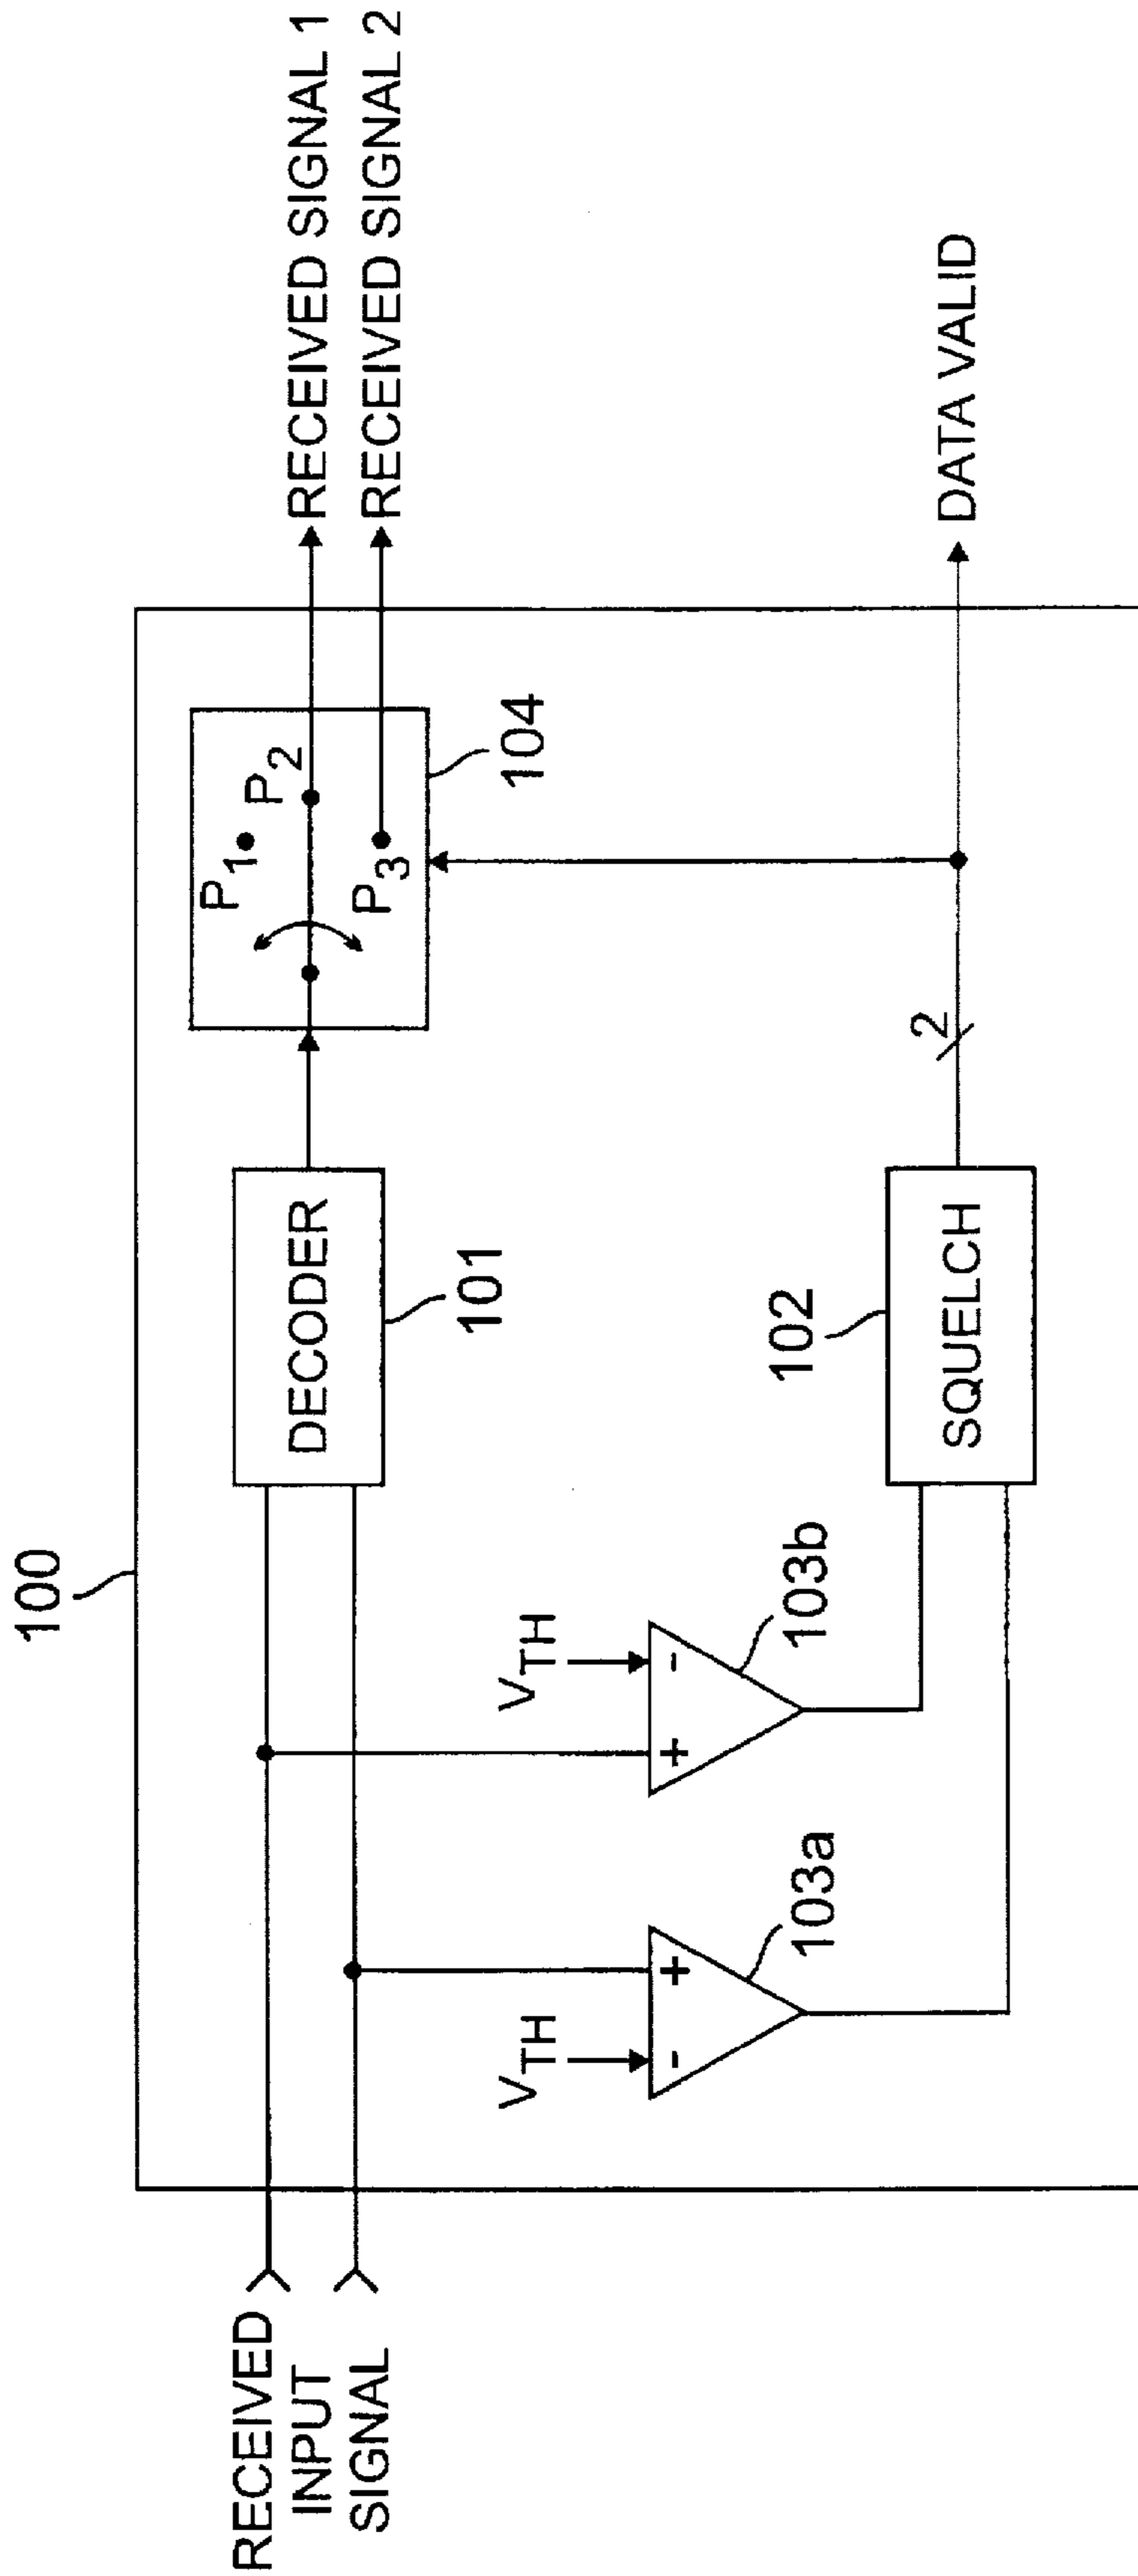 100
RECEIVED
INPUT
SIGNAL
DECODER
101
P1
P2
P3
104
RECEIVED SIGNAL 1
RECEIVED SIGNAL 2
VTH
- +
103a
VTH
+ -
103b
102
SQUELCH
2
DATA VALID